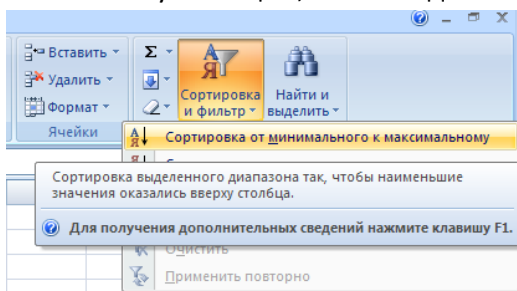 Вставить
Удалить
Формат
Ячейки
Σ
Сортировка
и фильтр
Найти и
выделить
Сортировка от минимального к максимальному
Сортировка выделенного диапазона так, чтобы наименьшие
значения оказались вверху столбца.
Для получения дополнительных сведений нажмите клавишу F1.
Очистить
Применить повторно